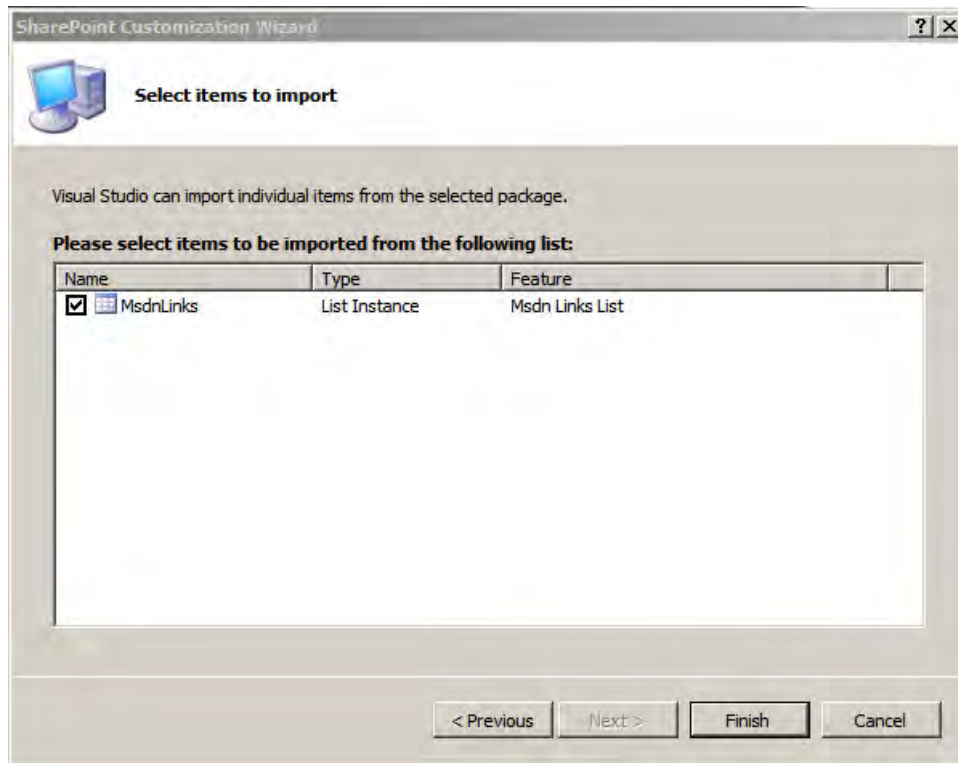 SharePoint Customization Wizard
Select items to import
Visual Studio can import individual items from the selected package.
Please select items to be imported from the following list:
Name Type Feature
MsdnLinks List Instance Msdn Links List
< Previous Next > Finish Cancel